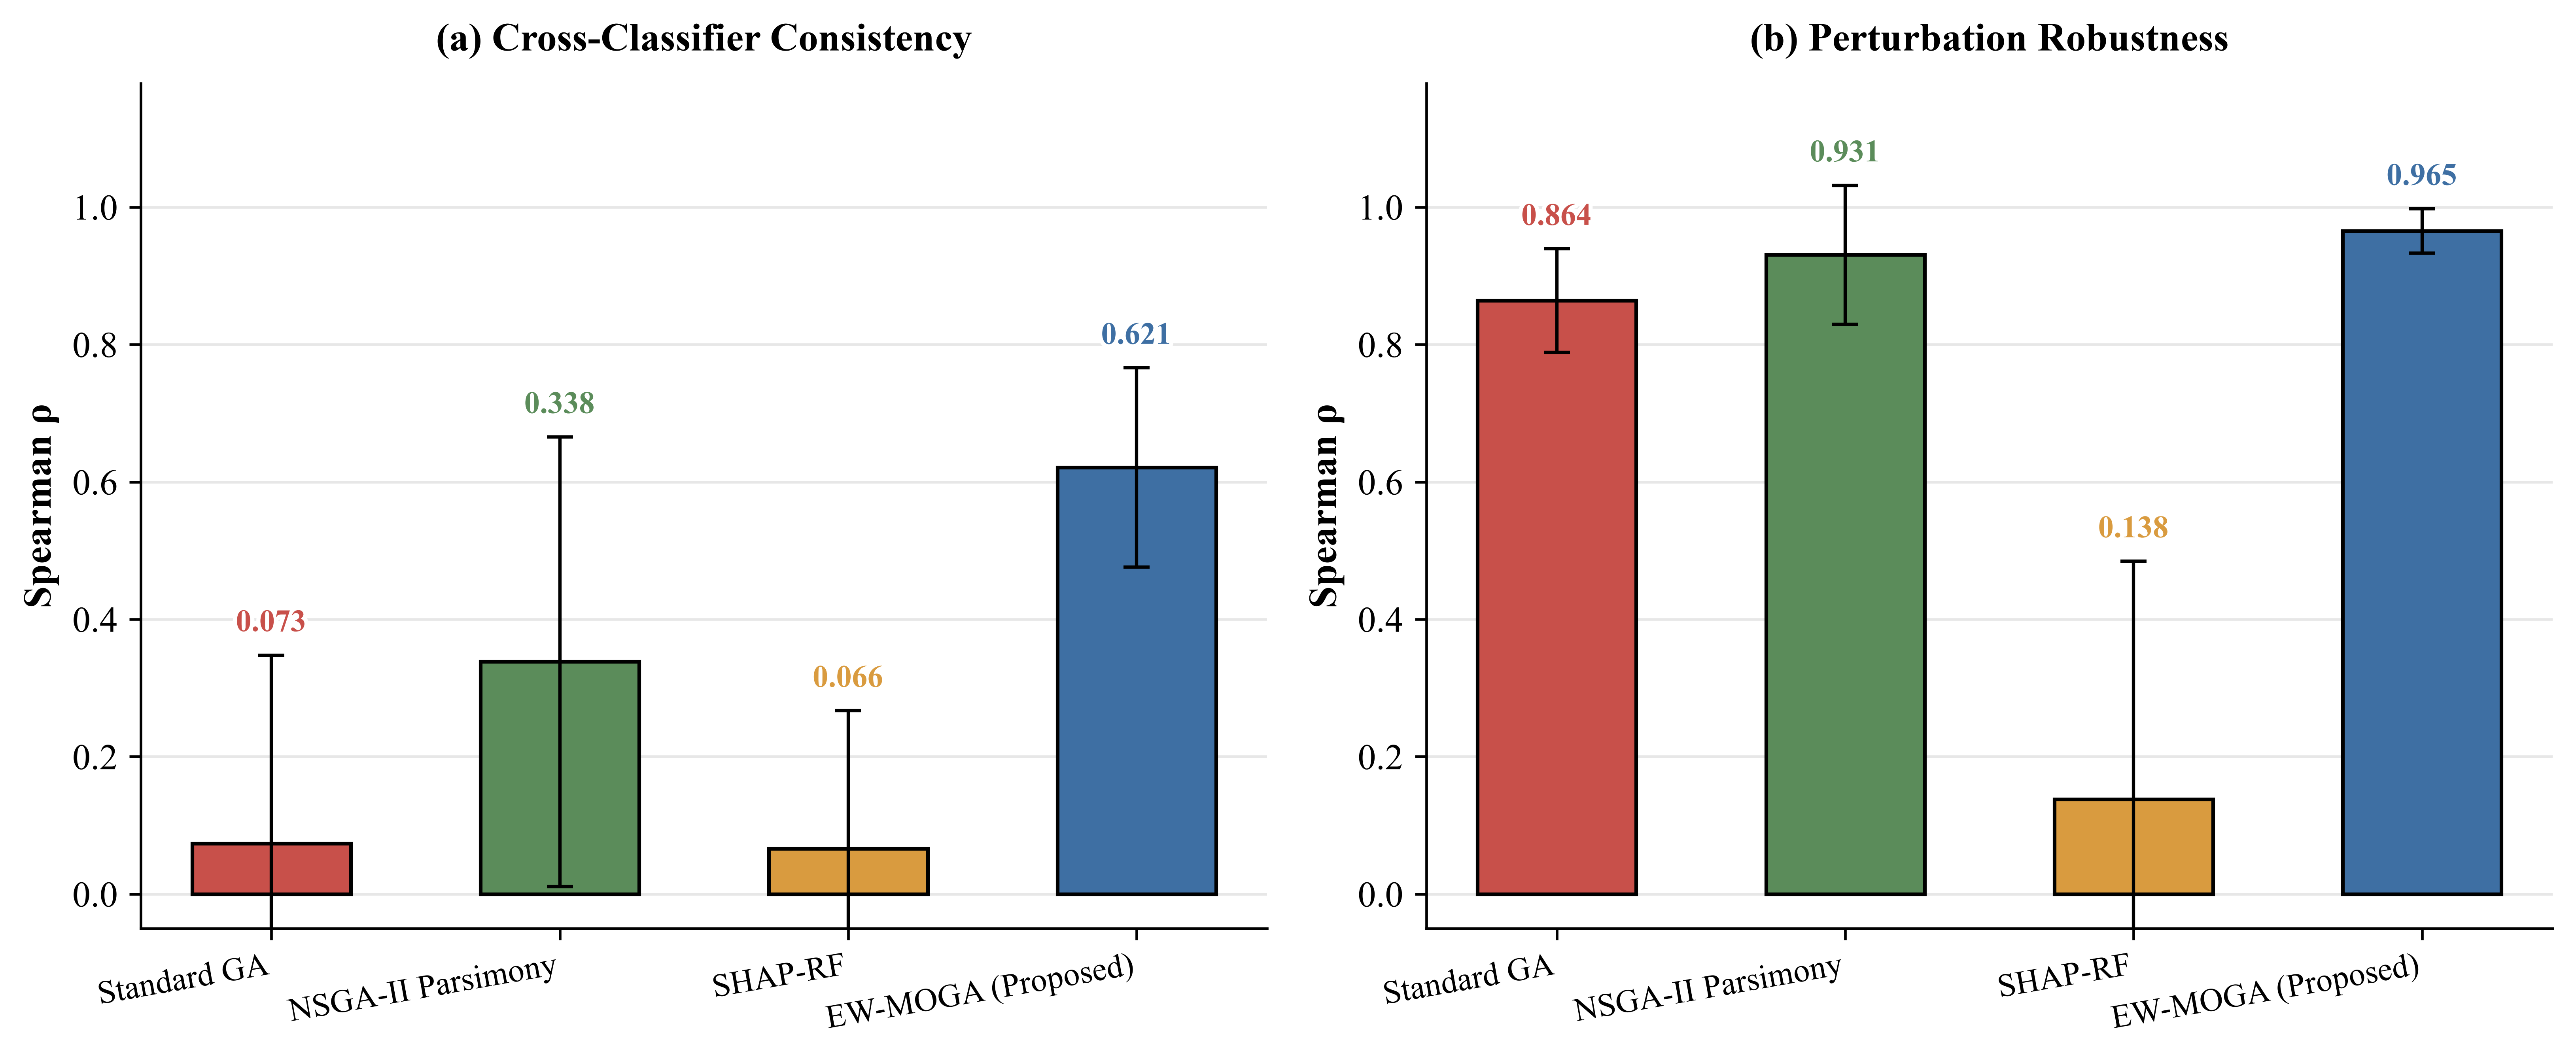 (a) Cross-Classifier Consistency
Spearman ρ
1.0
0.8
0.6
0.4
0.2
0.0
0.073
0.338
0.066
0.621
Standard GA
NSGA-II Parsimony
SHAP-RF
EW-MOGA (Proposed)
(b) Perturbation Robustness
Spearman ρ
1.0
0.8
0.6
0.4
0.2
0.0
0.864
0.931
0.138
0.965
Standard GA
NSGA-II Parsimony
SHAP-RF
EW-MOGA (Proposed)